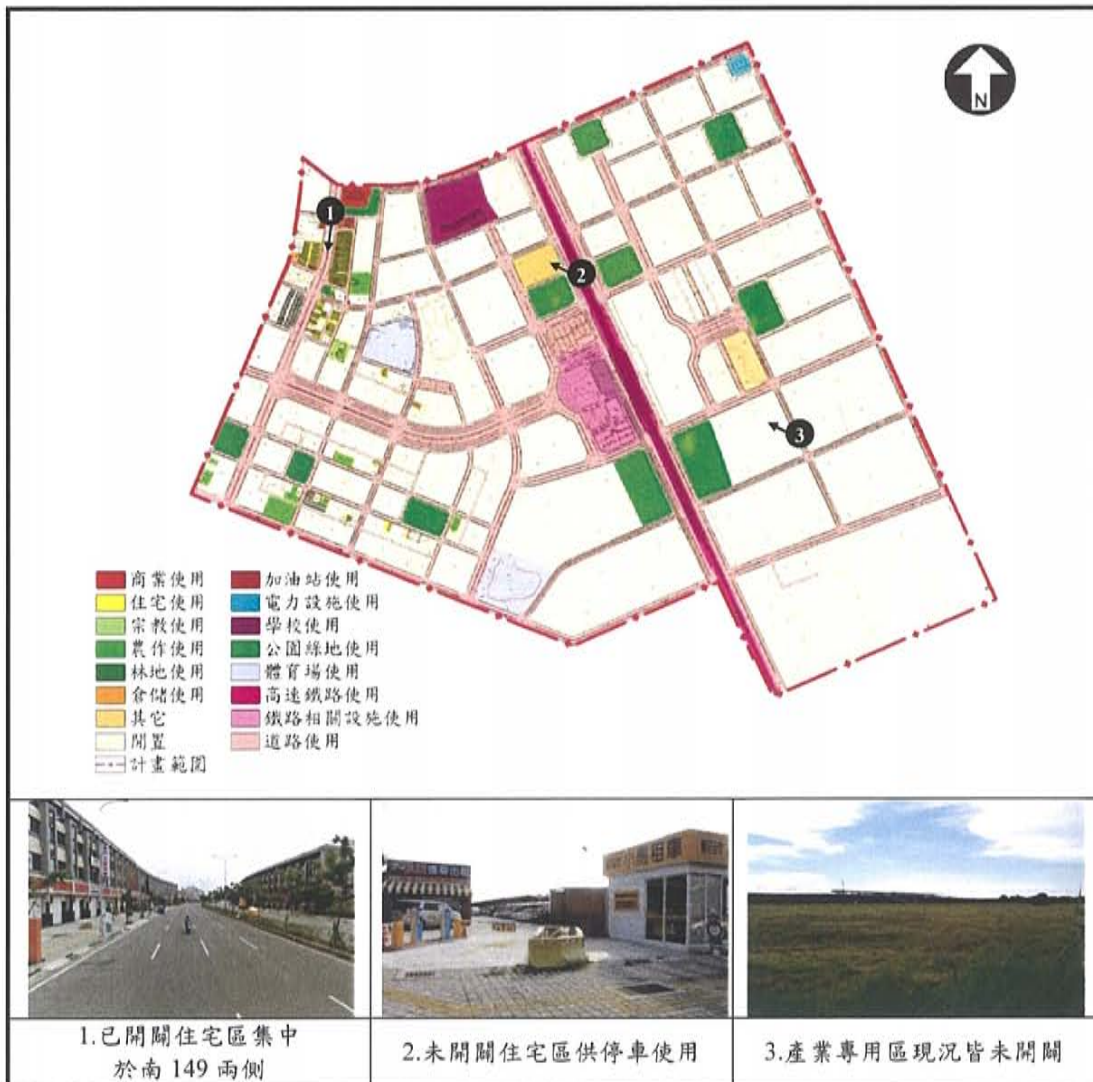 N
1
2
3
商業使用
住宅使用
宗教使用
農作使用
林地使用
倉儲使用
其它
閒置
計畫範圍
加油站使用
電力設施使用
學校使用
公園綠地使用
體育場使用
高速鐵路使用
鐵路相關設施使用
道路使用
1.已開闢住宅區集中
於南 149 兩側
2.未開闢住宅區供停車使用
3.產業專用區現況皆未開闢